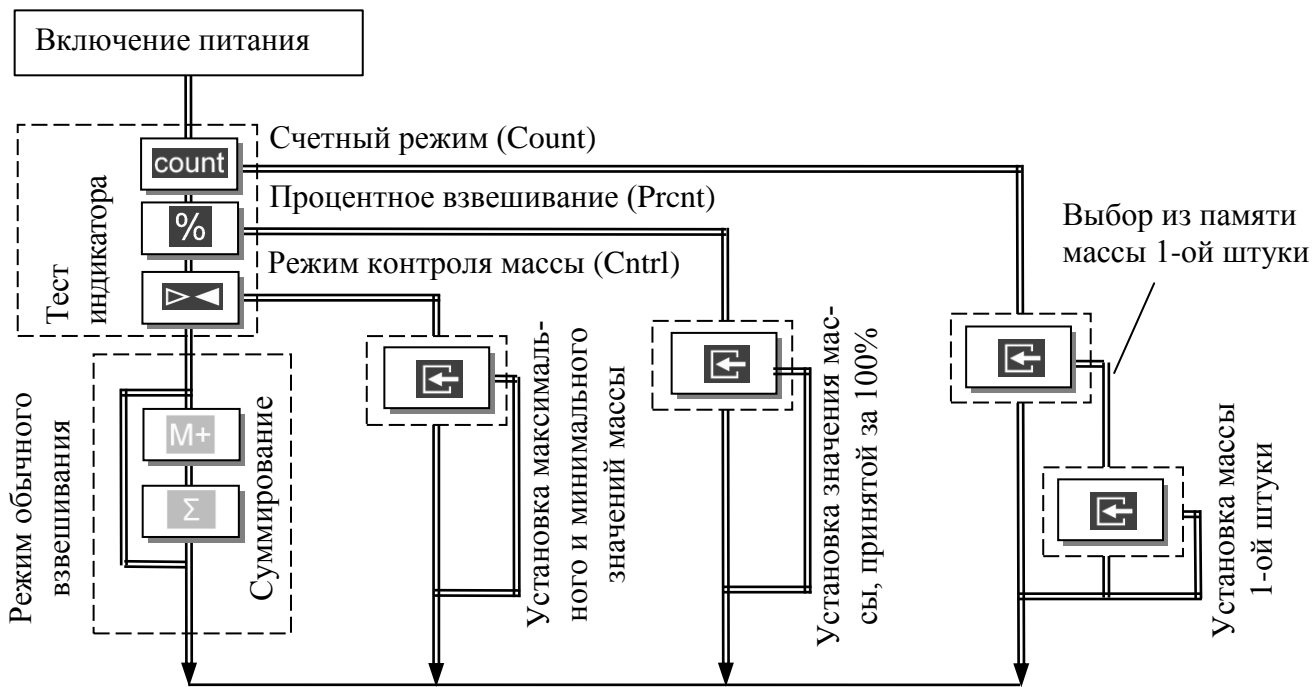 Включение питания
Счетный режим (Count)
count
Процентное взвешивание (Prcnt)
%
Режим контроля массы (Cntrl)
Тест
индикатора
Выбор из памяти
массы 1-ой штуки
Режим обычного
взвешивания
M+
Σ
Суммирование
Установка максималь-
ного и минимального
значений массы
Установка значения мас-
сы, принятой за 100%
Установка массы
1-ой штуки